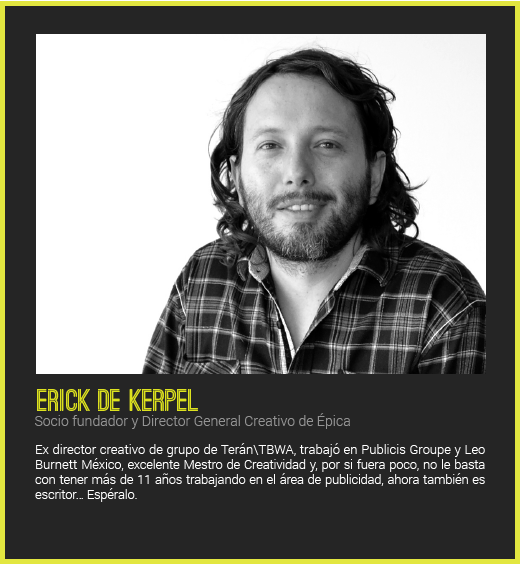 ERICK DE KERPEL
Socio fundador y Director General Creativo de Épica
Ex director creativo de grupo de Terán\TBWA, trabajó en Publicis Groupe y Leo
Burnett México, excelente Mestro de Creatividad y, por si fuera poco, no le basta
con tener más de 11 años trabajando en el área de publicidad, ahora también es
escritor... Espéralo.